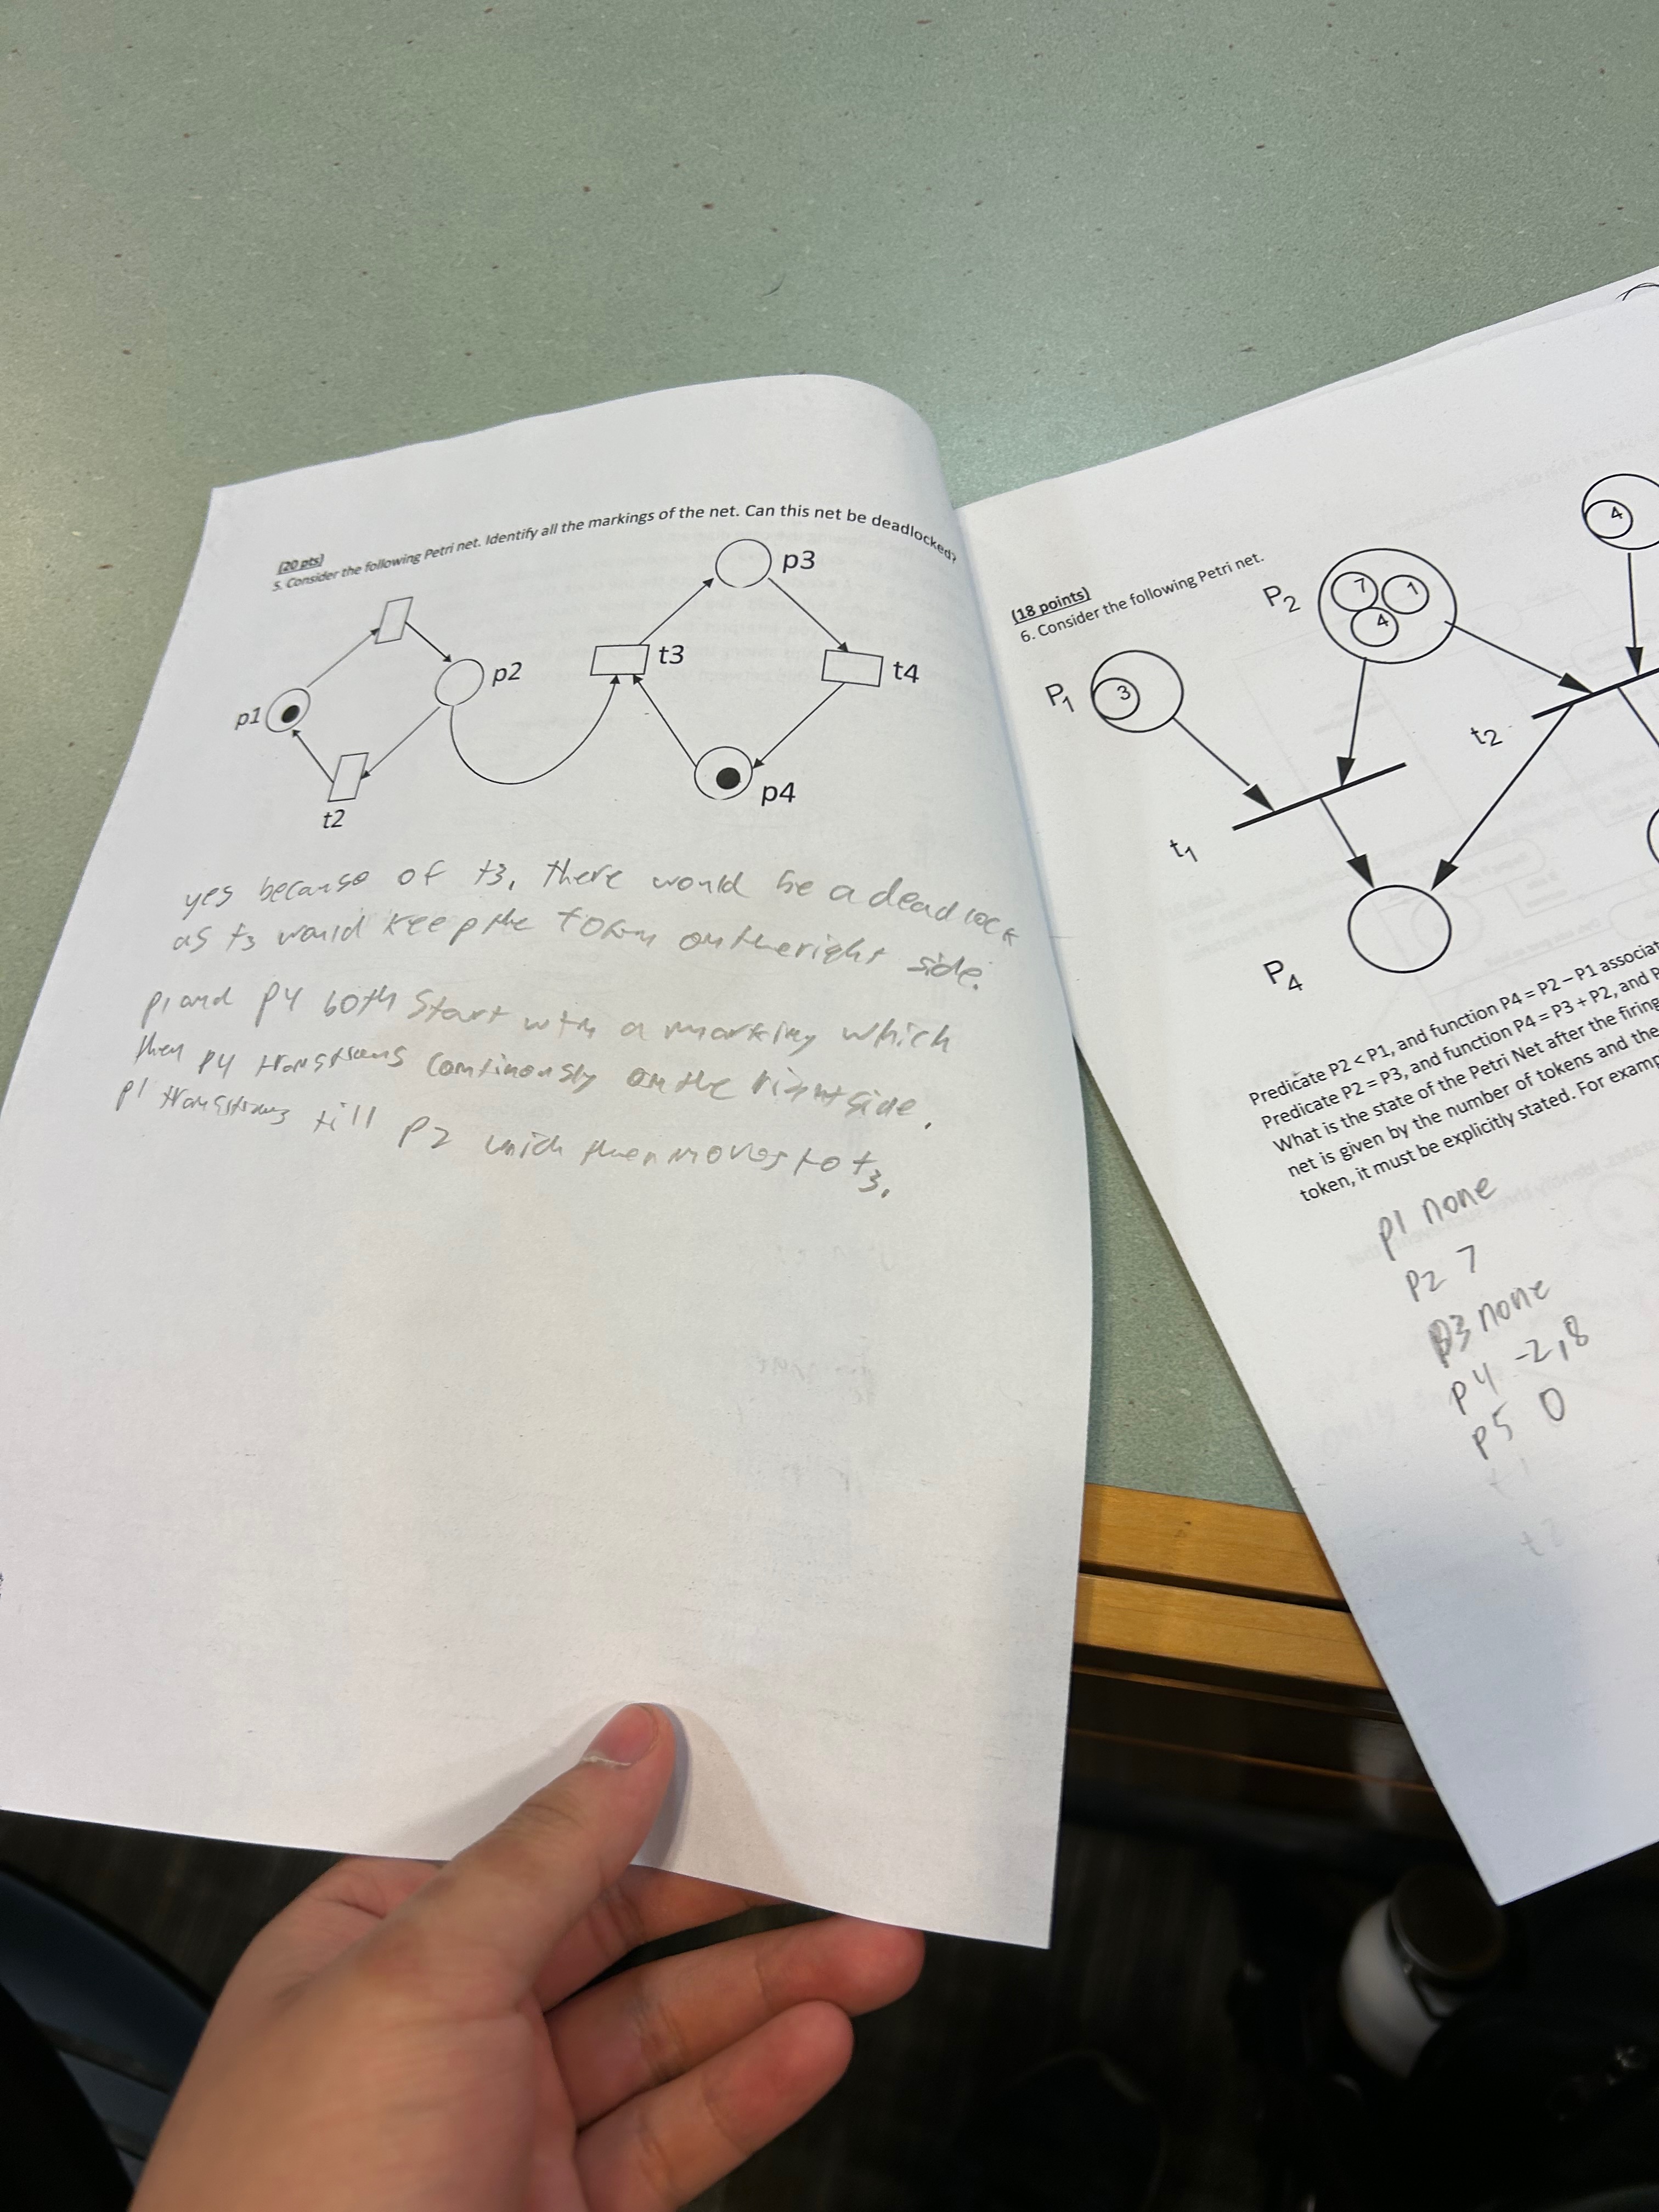 (20 pts)
5. Consider the following Petri net. Identify all the markings of the net. Can this net be deadlocked?
p3
t3
p2
t4
p1
p4
t2
yes because of t3, there would be a deadlock
as t3 would keep the token on the right side.
p1 and p4 both start with a marking which
then p4 transitions continously on the right side.
p1 transitions till p2 which then moves to t3.
(18 points)
6. Consider the following Petri net.
4
P2
7 1
4
P1
3
t2
t1
P4
Predicate P2 < P1, and function P4 = P2 – P1 associat
Predicate P2 = P3, and function P4 = P3 + P2, and P
What is the state of the Petri Net after the firing
net is given by the number of tokens and the
token, it must be explicitly stated. For examp
p1 none
p2 7
p3 none
p4 -2,8
p5 0